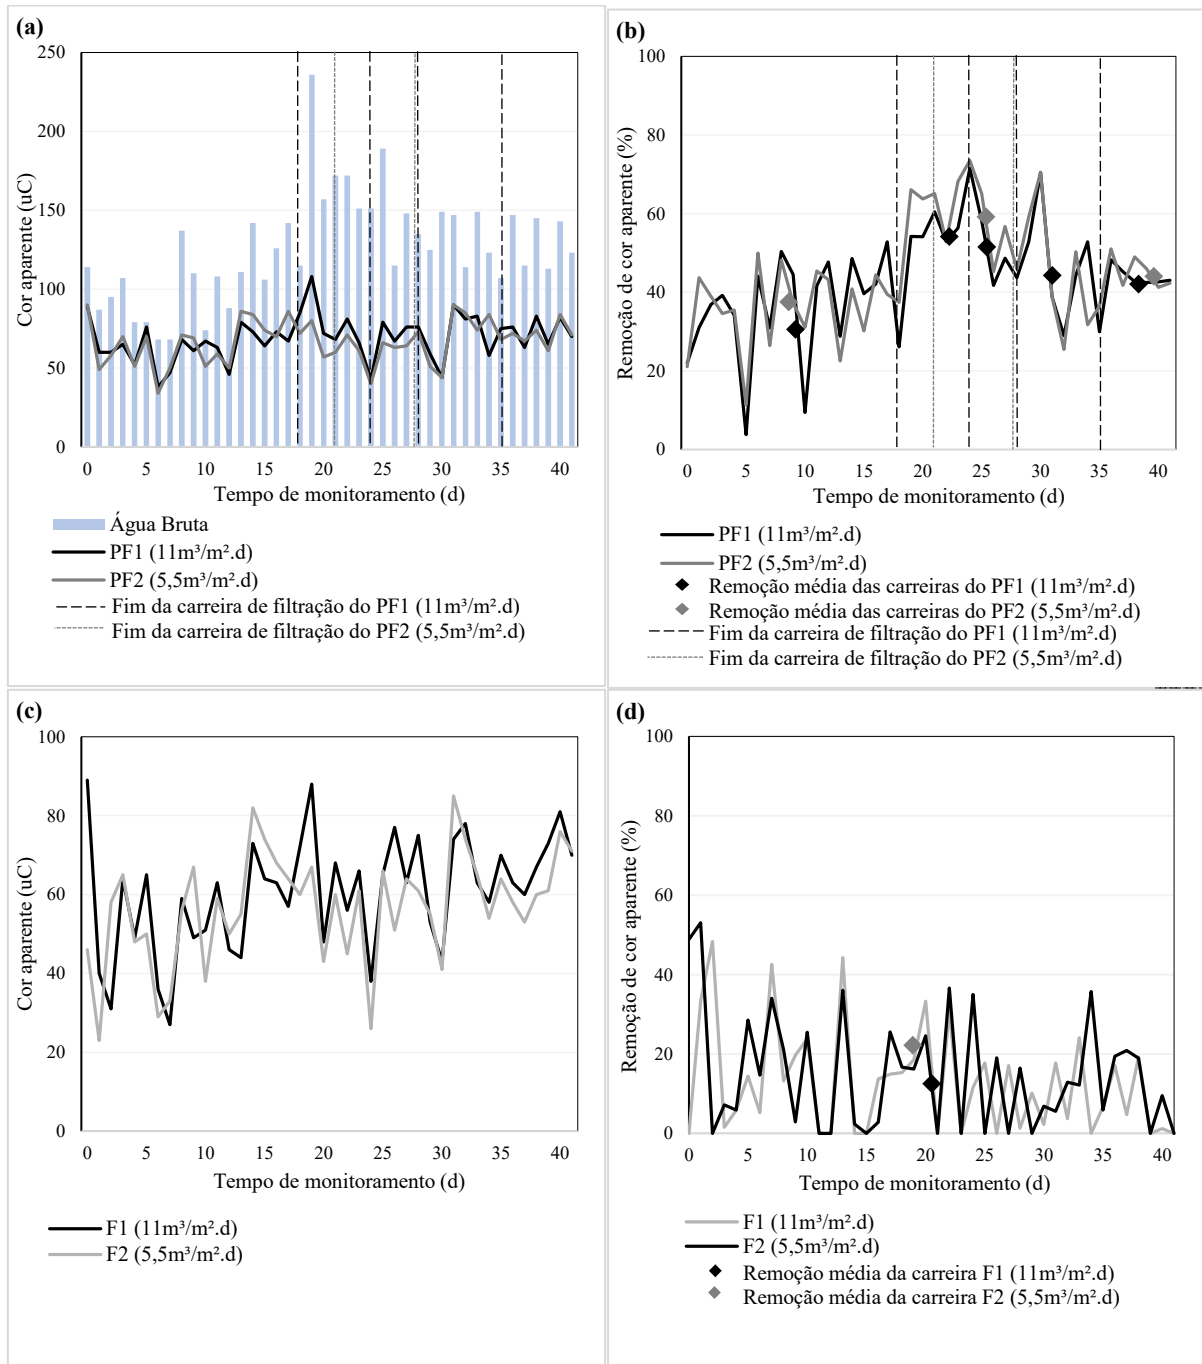 (a)
250
200
150
100
50
0
Cor aparente (uC)
0 5 10 15 20 25 30 35 40
Tempo de monitoramento (d)
Água Bruta
PF1 (11m³/m².d)
PF2 (5,5m³/m².d)
Fim da carreira de filtração do PF1 (11m³/m².d)
Fim da carreira de filtração do PF2 (5,5m³/m².d)
(b)
100
80
60
40
20
0
Remoção de cor aparente (%)
0 5 10 15 20 25 30 35 40
Tempo de monitoramento (d)
PF1 (11m³/m².d)
PF2 (5,5m³/m².d)
Remoção média das carreiras do PF1 (11m³/m².d)
Remoção média das carreiras do PF2 (5,5m³/m².d)
Fim da carreira de filtração do PF1 (11m³/m².d)
Fim da carreira de filtração do PF2 (5,5m³/m².d)
(c)
100
80
60
40
20
0
Cor aparente (uC)
0 5 10 15 20 25 30 35 40
Tempo de monitoramento (d)
F1 (11m³/m².d)
F2 (5,5m³/m².d)
(d)
100
80
60
40
20
0
Remoção de cor aparente (%)
0 5 10 15 20 25 30 35 40
Tempo de monitoramento (d)
F1 (11m³/m².d)
F2 (5,5m³/m².d)
Remoção média da carreira F1 (11m³/m².d)
Remoção média da carreira F2 (5,5m³/m².d)